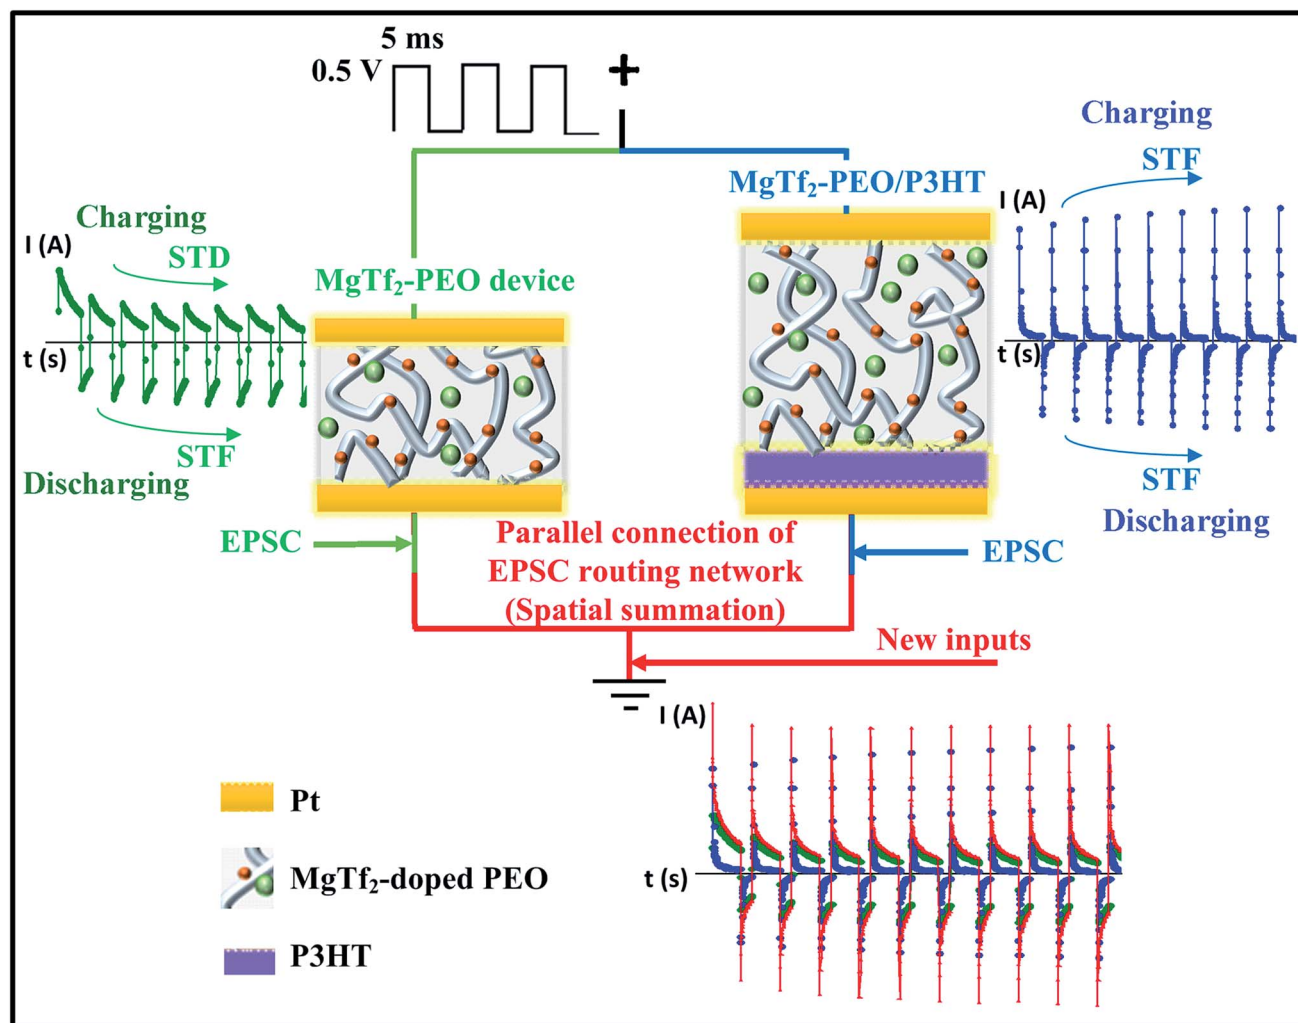 5 ms
0.5 V
+
Charging
STF
MgTf₂-PEO/P3HT
I (A)
Charging
STD
I (A)
MgTf₂-PEO device
t (s)
t (s)
STF
STF
Discharging
Discharging
EPSC
Parallel connection of
EPSC routing network
(Spatial summation)
EPSC
New inputs
I (A)
t (s)
Pt
MgTf₂-doped PEO
P3HT